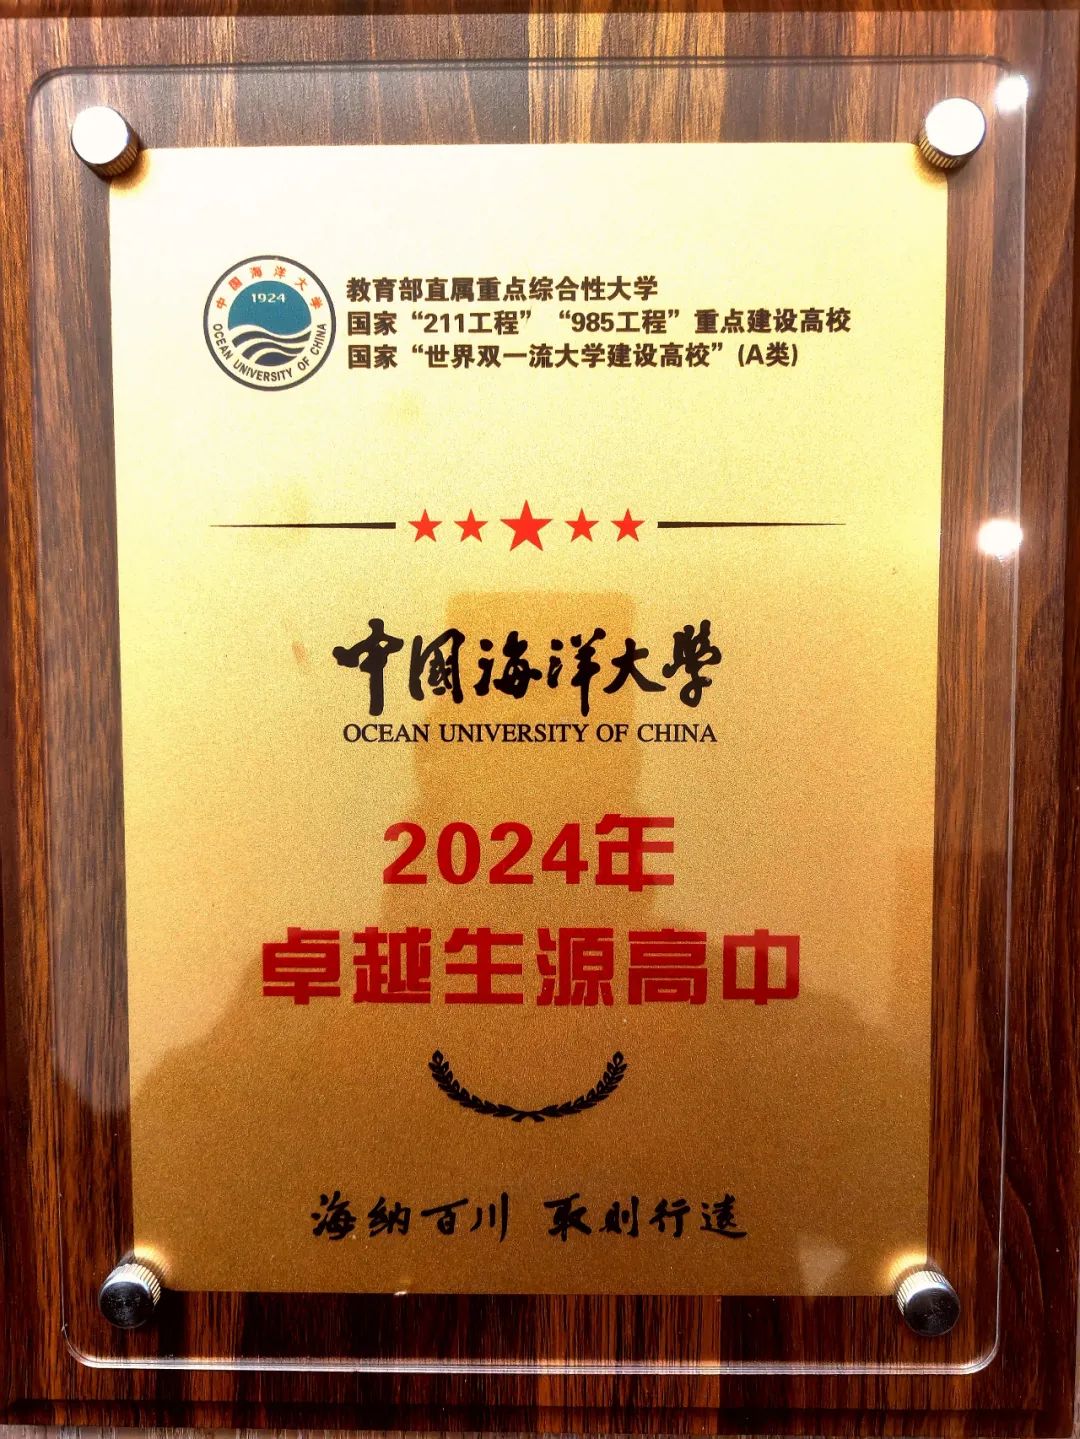 中国海洋大学
1924
OCEAN UNIVERSITY OF CHINA
教育部直属重点综合性大学
国家“211工程”“985工程”重点建设高校
国家“世界双一流大学建设高校”(A类)
中国海洋大學
OCEAN UNIVERSITY OF CHINA
2024年
卓越生源高中
海纳百川 取则行远